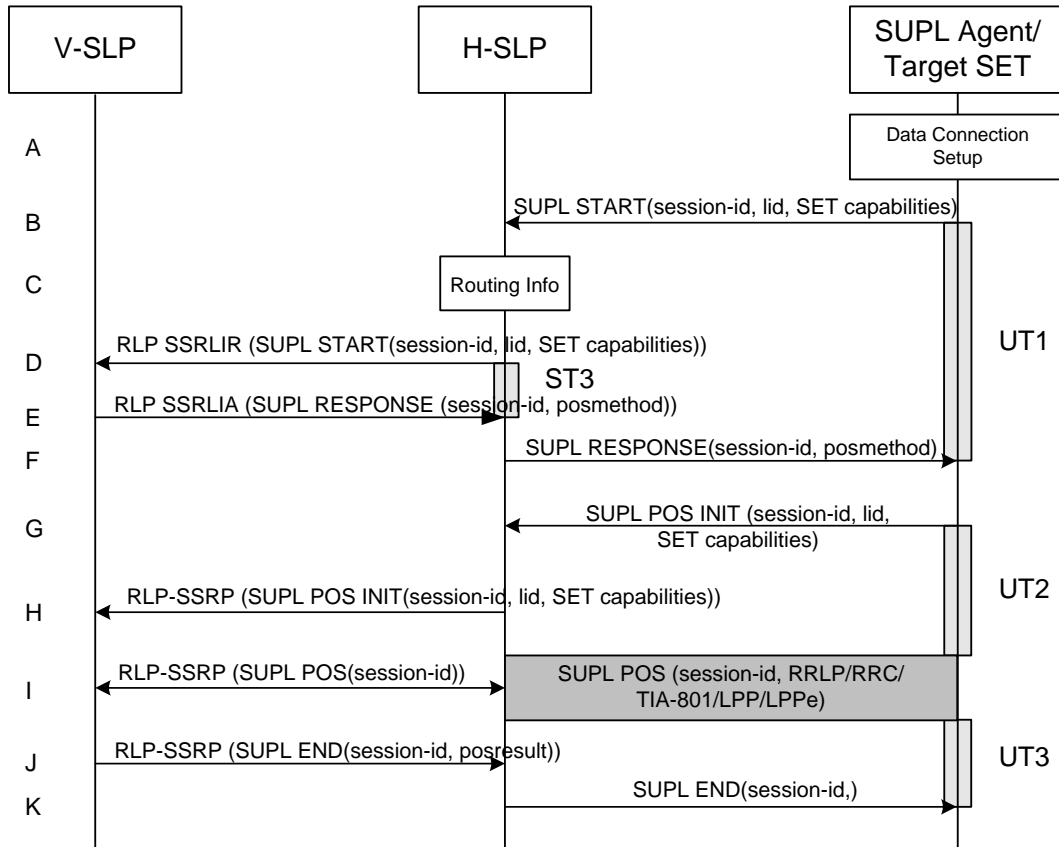 V-SLP
H-SLP
SUPL Agent/
Target SET
A
Data Connection
Setup
B
SUPL START(session-id, lid, SET capabilities)
C
Routing Info
UT1
D
RLP SSRLIR (SUPL START(session-id, lid, SET capabilities))
ST3
E
RLP SSRLIA (SUPL RESPONSE (session-id, posmethod))
F
SUPL RESPONSE(session-id, posmethod)
G
SUPL POS INIT (session-id, lid,
SET capabilities)
UT2
H
RLP-SSRP (SUPL POS INIT(session-id, lid, SET capabilities))
I
RLP-SSRP (SUPL POS(session-id))
SUPL POS (session-id, RRLP/RRC/
TIA-801/LPP/LPPe)
J
RLP-SSRP (SUPL END(session-id, posresult))
UT3
K
SUPL END(session-id,)